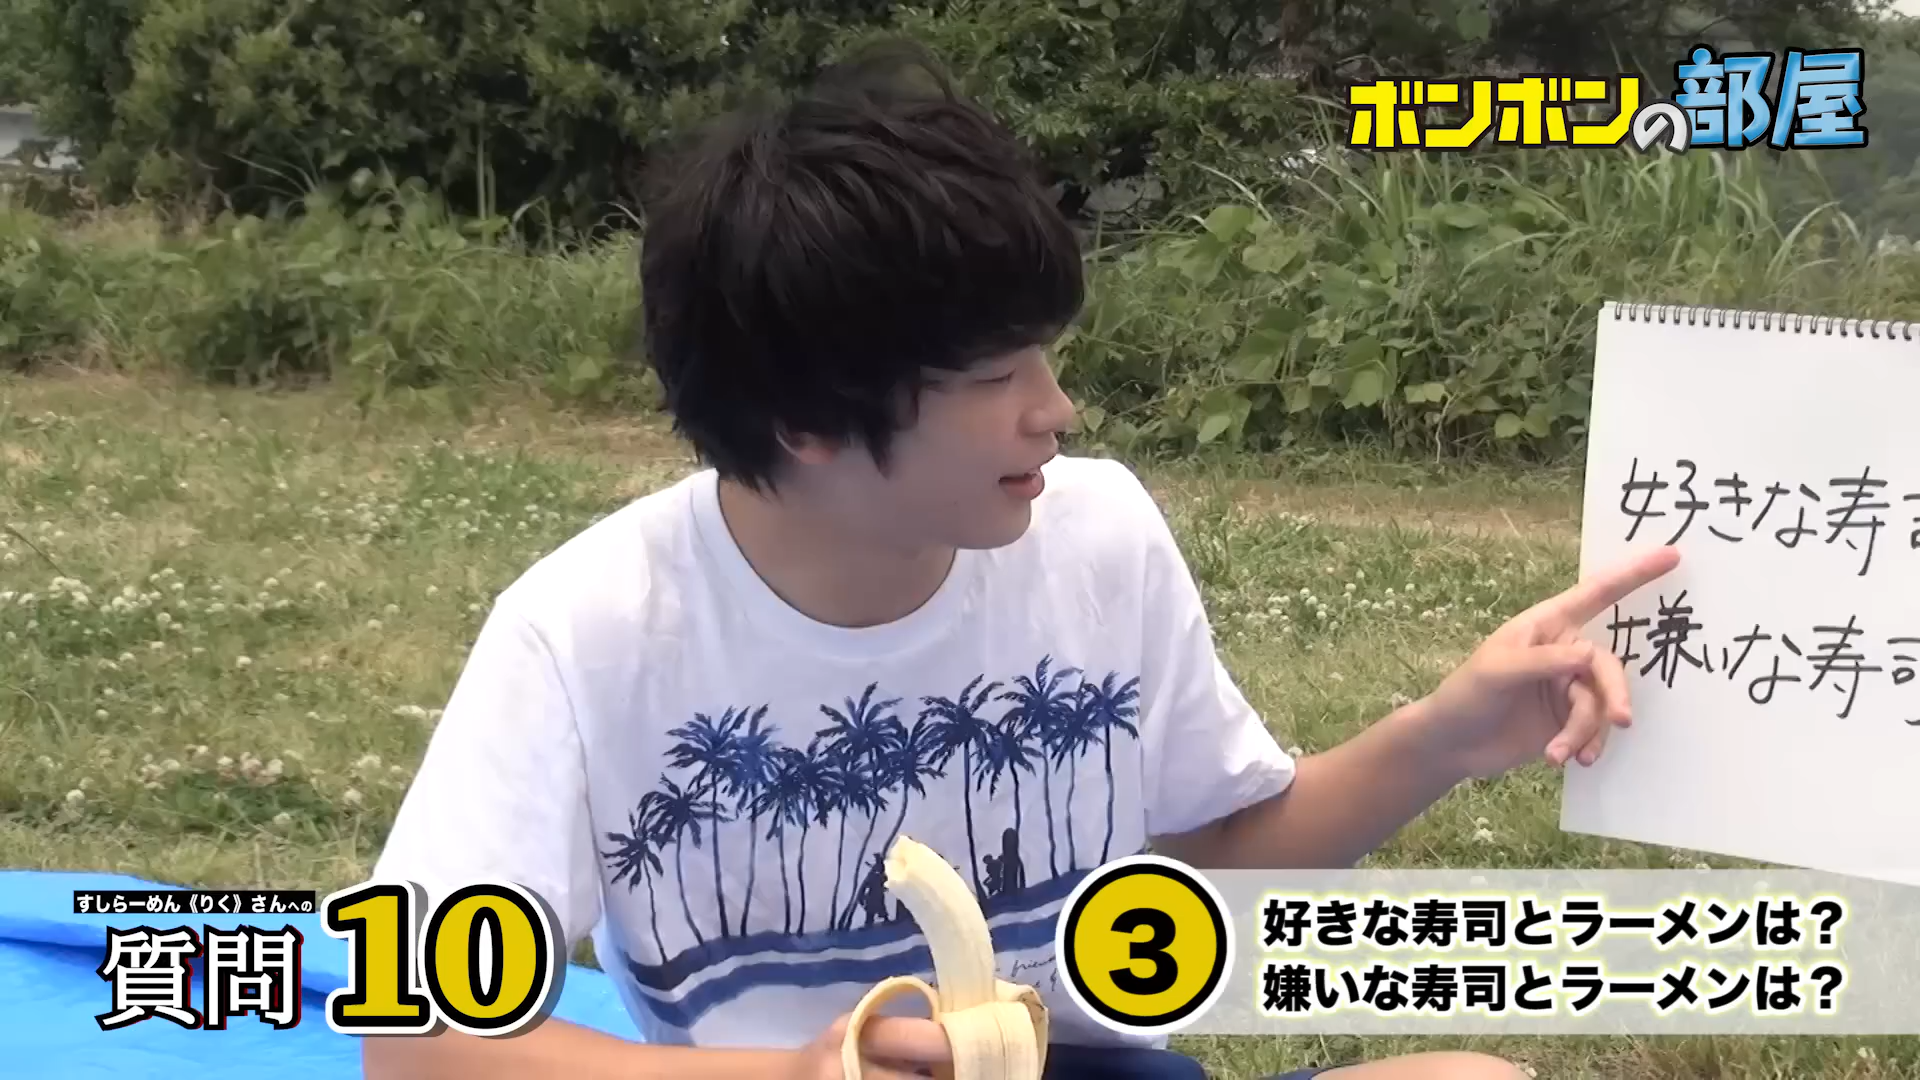 ボンボンの部屋
好きな寿司
嫌いな寿司
すしらーめん《りく》さんへの
質問10
3
好きな寿司とラーメンは？
嫌いな寿司とラーメンは？